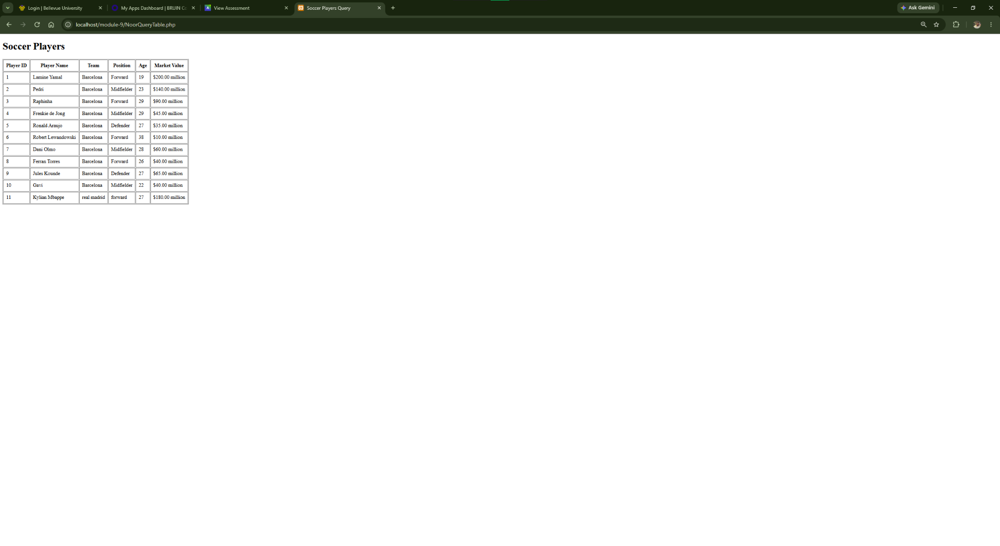 Login | Bellevue University
My Apps Dashboard | BRUIN Co
View Assessment
Soccer Players Query
Ask Gemini
localhost/module-9/NoorQueryTable.php
Soccer Players
Player ID Player Name Team Position Age Market Value
1 Lamine Yamal Barcelona Forward 19 $200.00 million
2 Pedri Barcelona Midfielder 23 $140.00 million
3 Raphinha Barcelona Forward 29 $90.00 million
4 Frenkie de Jong Barcelona Midfielder 29 $45.00 million
5 Ronald Araujo Barcelona Defender 27 $35.00 million
6 Robert Lewandowski Barcelona Forward 38 $10.00 million
7 Dani Olmo Barcelona Midfielder 28 $60.00 million
8 Ferran Torres Barcelona Forward 26 $40.00 million
9 Jules Kounde Barcelona Defender 27 $65.00 million
10 Gavi Barcelona Midfielder 22 $40.00 million
11 Kylian Mbappe real madrid forward 27 $180.00 million